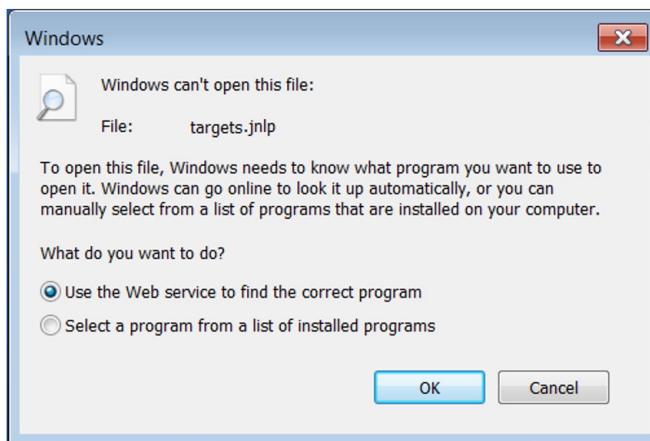 Windows
Windows can't open this file:
File: targets.jnlp
To open this file, Windows needs to know what program you want to use to
open it. Windows can go online to look it up automatically, or you can
manually select from a list of programs that are installed on your computer.
What do you want to do?
Use the Web service to find the correct program
Select a program from a list of installed programs
OK Cancel